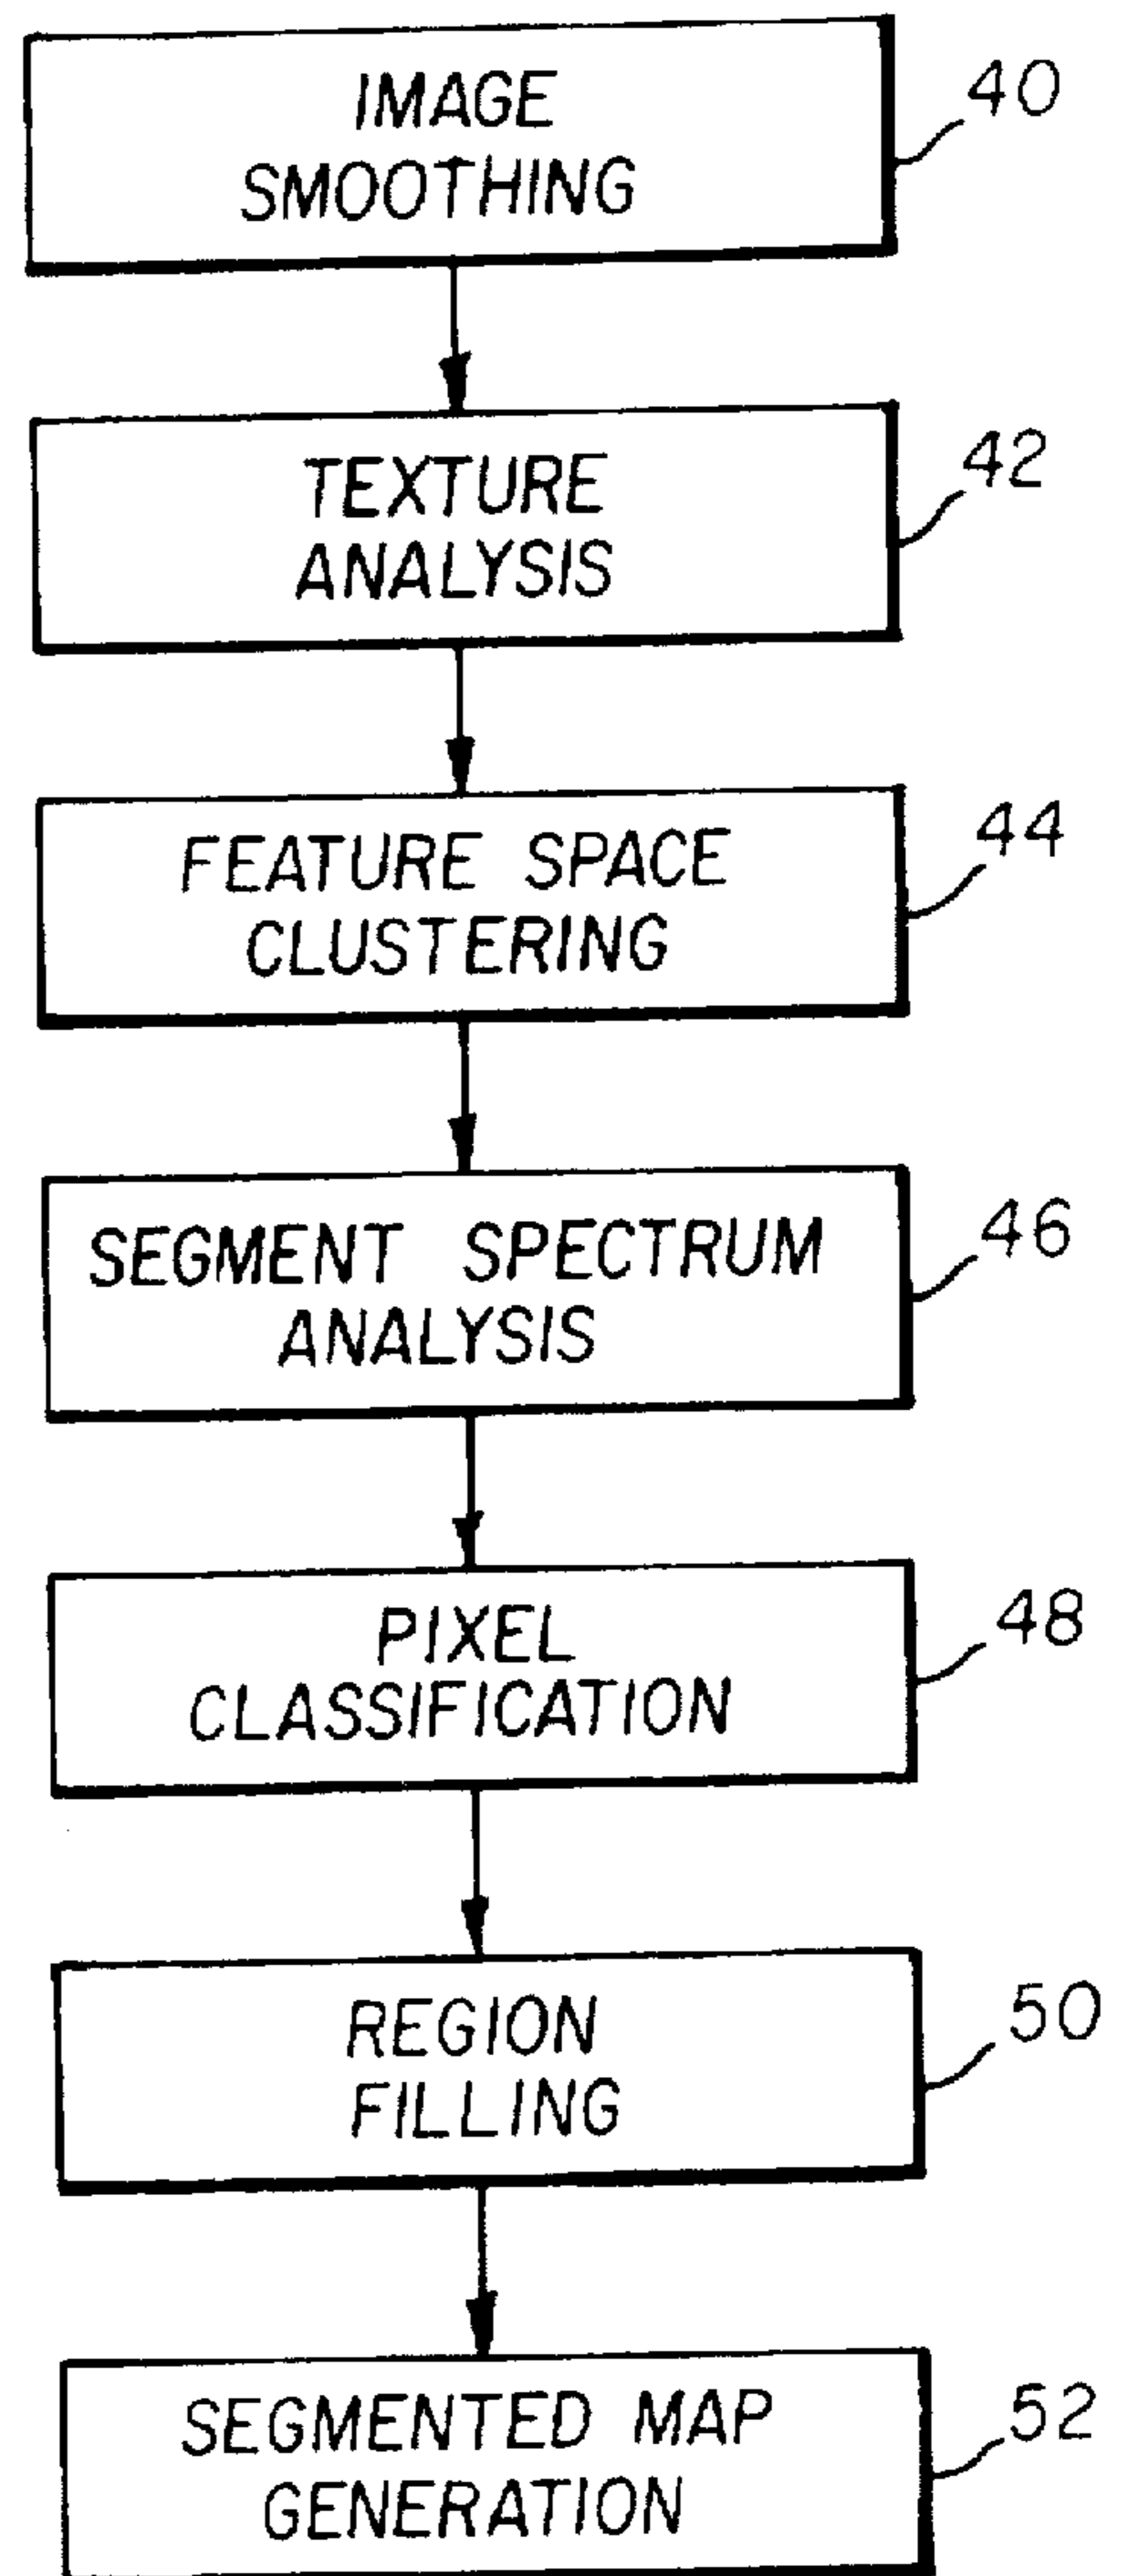 IMAGE
SMOOTHING
40
TEXTURE
ANALYSIS
42
FEATURE SPACE
CLUSTERING
44
SEGMENT SPECTRUM
ANALYSIS
46
PIXEL
CLASSIFICATION
48
REGION
FILLING
50
SEGMENTED MAP
GENERATION
52